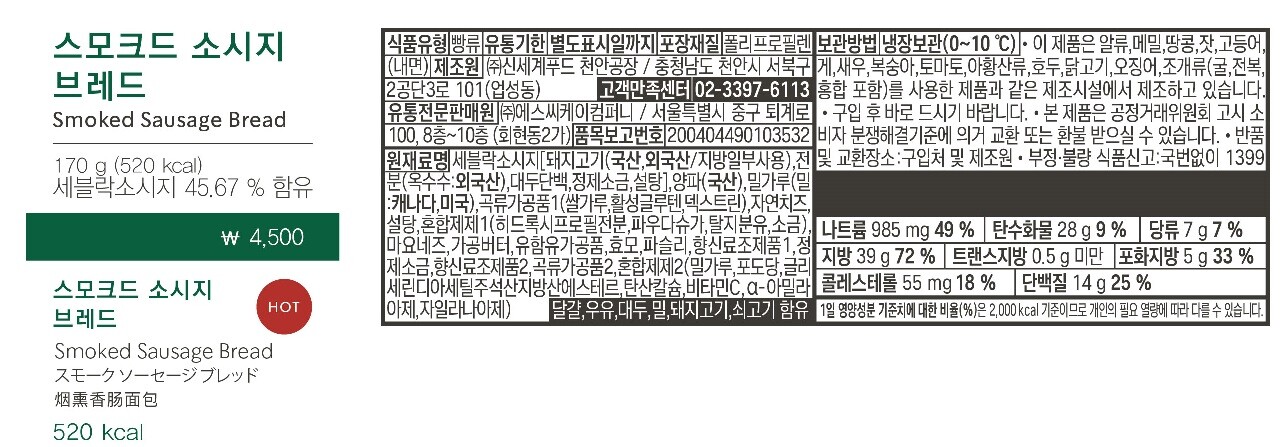 스모크드 소시지
브레드
Smoked Sausage Bread
170 g (520 kcal)
세블락소시지 45.67 % 함유
₩ 4,500
스모크드 소시지
브레드
HOT
Smoked Sausage Bread
スモークソーセージブレッド
烟熏香肠面包
520 kcal
식품유형 빵류 유통기한 별도표시일까지 포장재질 폴리프로필렌
(내면) 제조원 ㈜신세계푸드 천안공장 / 충청남도 천안시 서북구
2공단3로 101(업성동) 고객만족센터 02-3397-6113
유통전문판매원 ㈜에스씨케이컴퍼니 / 서울특별시 중구 퇴계로
100, 8층~10층 (회현동2가) 품목보고번호 200404490103532
원재료명 세블락소시지[돼지고기(국산,외국산/지방일부사용),전
분(옥수수:외국산),대두단백,정제소금,설탕],양파(국산),밀가루(밀
:캐나다,미국),곡류가공품1(쌀가루,활성글루텐,덱스트린),자연치즈,
설탕,혼합제제1(히드록시프로필전분,파우다슈가,탈지분유,소금),
마요네즈,가공버터,유함유가공품,효모,파슬리,향신료조제품1,정
제소금,향신료조제품2,곡류가공품2,혼합제제2(밀가루,포도당,글리
세린디아세틸주석산지방산에스테르,탄산칼슘,비타민C,α-아밀라
아제,자일라나아제) 달걀,우유,대두,밀,돼지고기,쇠고기 함유
보관방법 냉장보관(0~10 ℃) • 이 제품은 알류,메밀,땅콩,잣,고등어,
게,새우,복숭아,토마토,아황산류,호두,닭고기,오징어,조개류(굴,전복,
홍합 포함)를 사용한 제품과 같은 제조시설에서 제조하고 있습니다.
• 구입 후 바로 드시기 바랍니다. • 본 제품은 공정거래위원회 고시 소
비자 분쟁해결기준에 의거 교환 또는 환불 받으실 수 있습니다. • 반품
및 교환장소:구입처 및 제조원 • 부정·불량 식품신고:국번없이 1399
나트륨 985 mg 49 % 탄수화물 28 g 9 % 당류 7 g 7 %
지방 39 g 72 % 트랜스지방 0.5 g 미만 포화지방 5 g 33 %
콜레스테롤 55 mg 18 % 단백질 14 g 25 %
1일 영양성분 기준치에 대한 비율(%)은 2,000 kcal 기준이므로 개인의 필요 열량에 따라 다를 수 있습니다.